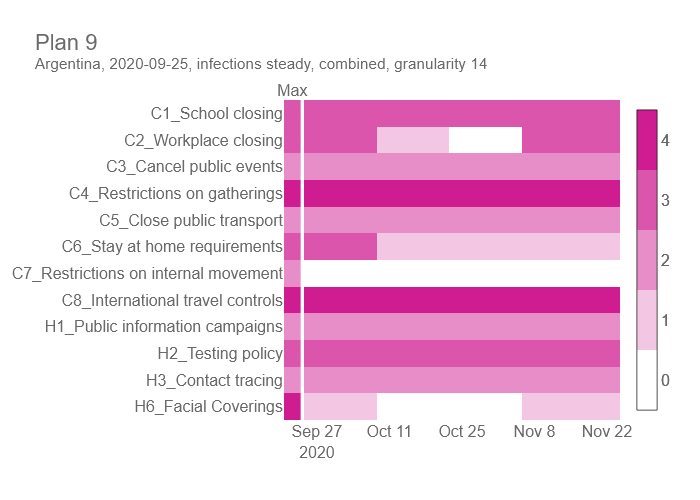 Plan 9
Argentina, 2020-09-25, infections steady, combined, granularity 14
Max
C1_School closing
C2_Workplace closing
C3_Cancel public events
C4_Restrictions on gatherings
C5_Close public transport
C6_Stay at home requirements
C7_Restrictions on internal movement
C8_International travel controls
H1_Public information campaigns
H2_Testing policy
H3_Contact tracing
H6_Facial Coverings
4
3
2
1
0
Sep 27 Oct 11 Oct 25 Nov 8 Nov 22
2020